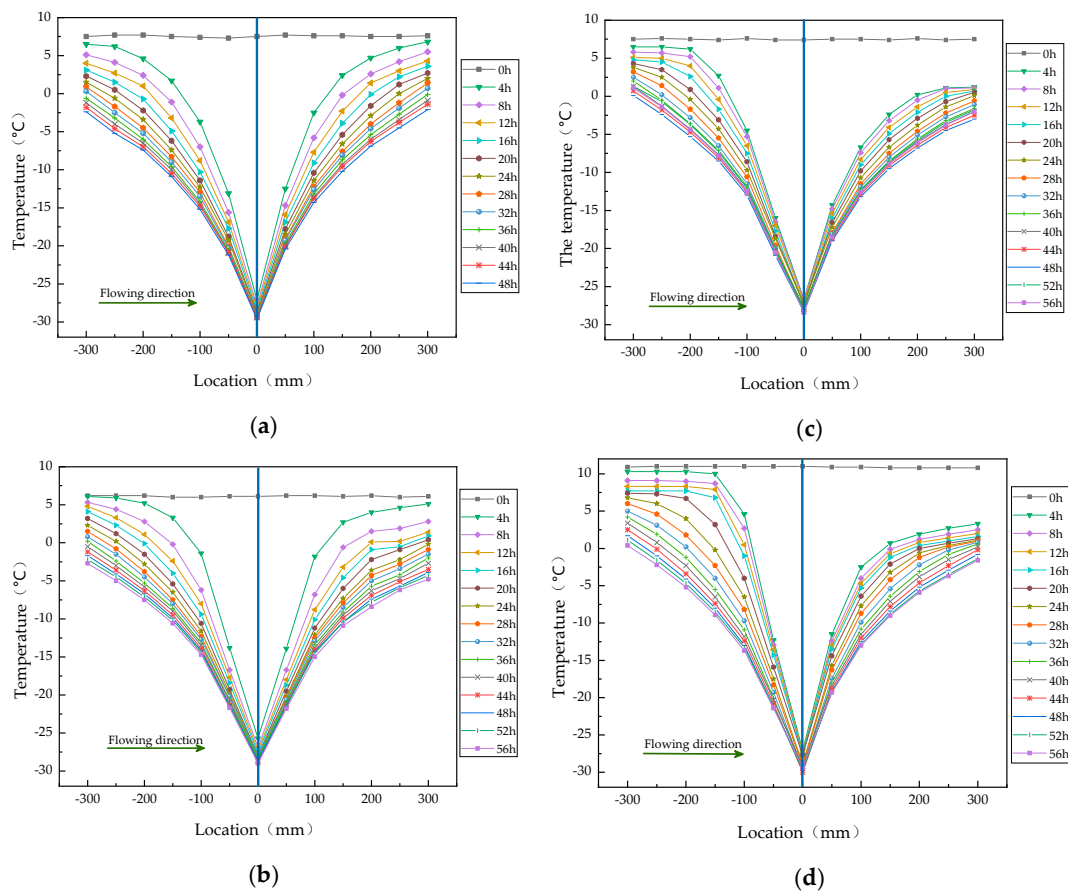 10
5
0
-5
-10
-15
-20
-25
-30
Temperature (°C)
-300 -200 -100 0 100 200 300
Location（mm）
Flowing direction
0h
4h
8h
12h
16h
20h
24h
28h
32h
36h
40h
44h
48h
(a)
10
5
0
-5
-10
-15
-20
-25
-30
The temperature (°C)
-300 -200 -100 0 100 200 300
Location（mm）
Flowing direction
0h
4h
8h
12h
16h
20h
24h
28h
32h
36h
40h
44h
48h
52h
56h
(c)
10
5
0
-5
-10
-15
-20
-25
-30
Temperature (°C)
-300 -200 -100 0 100 200 300
Location（mm）
Flowing direction
0h
4h
8h
12h
16h
20h
24h
28h
32h
36h
40h
44h
48h
52h
56h
(b)
10
5
0
-5
-10
-15
-20
-25
-30
Temperature (°C)
-300 -200 -100 0 100 200 300
Location（mm）
Flowing direction
0h
4h
8h
12h
16h
20h
24h
28h
32h
36h
40h
44h
48h
52h
56h
(d)